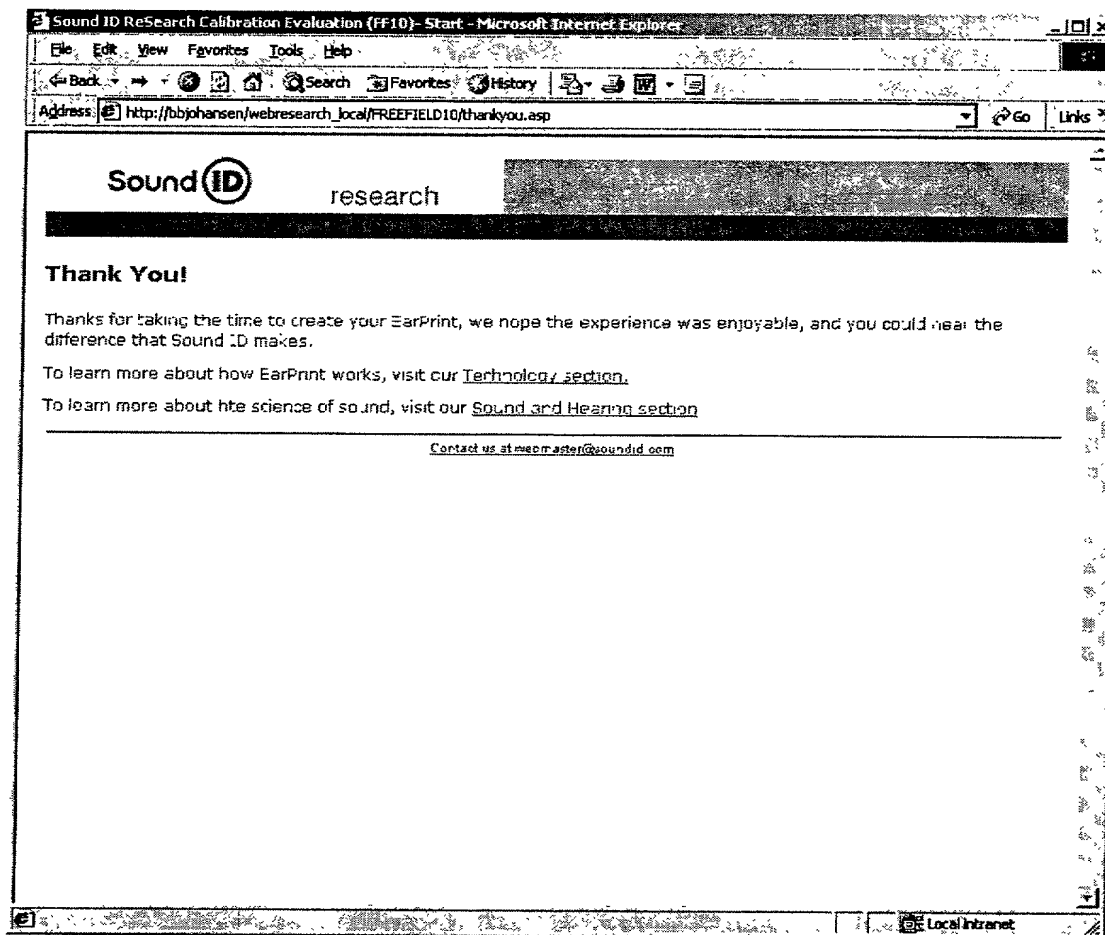 Sound ID ReSearch Calibration Evaluation (FF10)- Start - Microsoft Internet Explorer
File Edit View Favorites Tools Help
Back Search Favorites History
Address http://bbjohansen/webresearch_local/FREEFIELD10/thankyou.asp Go Links »
Sound ID research
Thank You!
Thanks for taking the time to create your EarPrint, we hope the experience was enjoyable, and you could hear the
difference that Sound ID makes.
To learn more about how EarPrint works, visit our Technology section.
To learn more about hte science of sound, visit our Sound and Hearing section
Contact us at webmaster@soundid.com
Local intranet